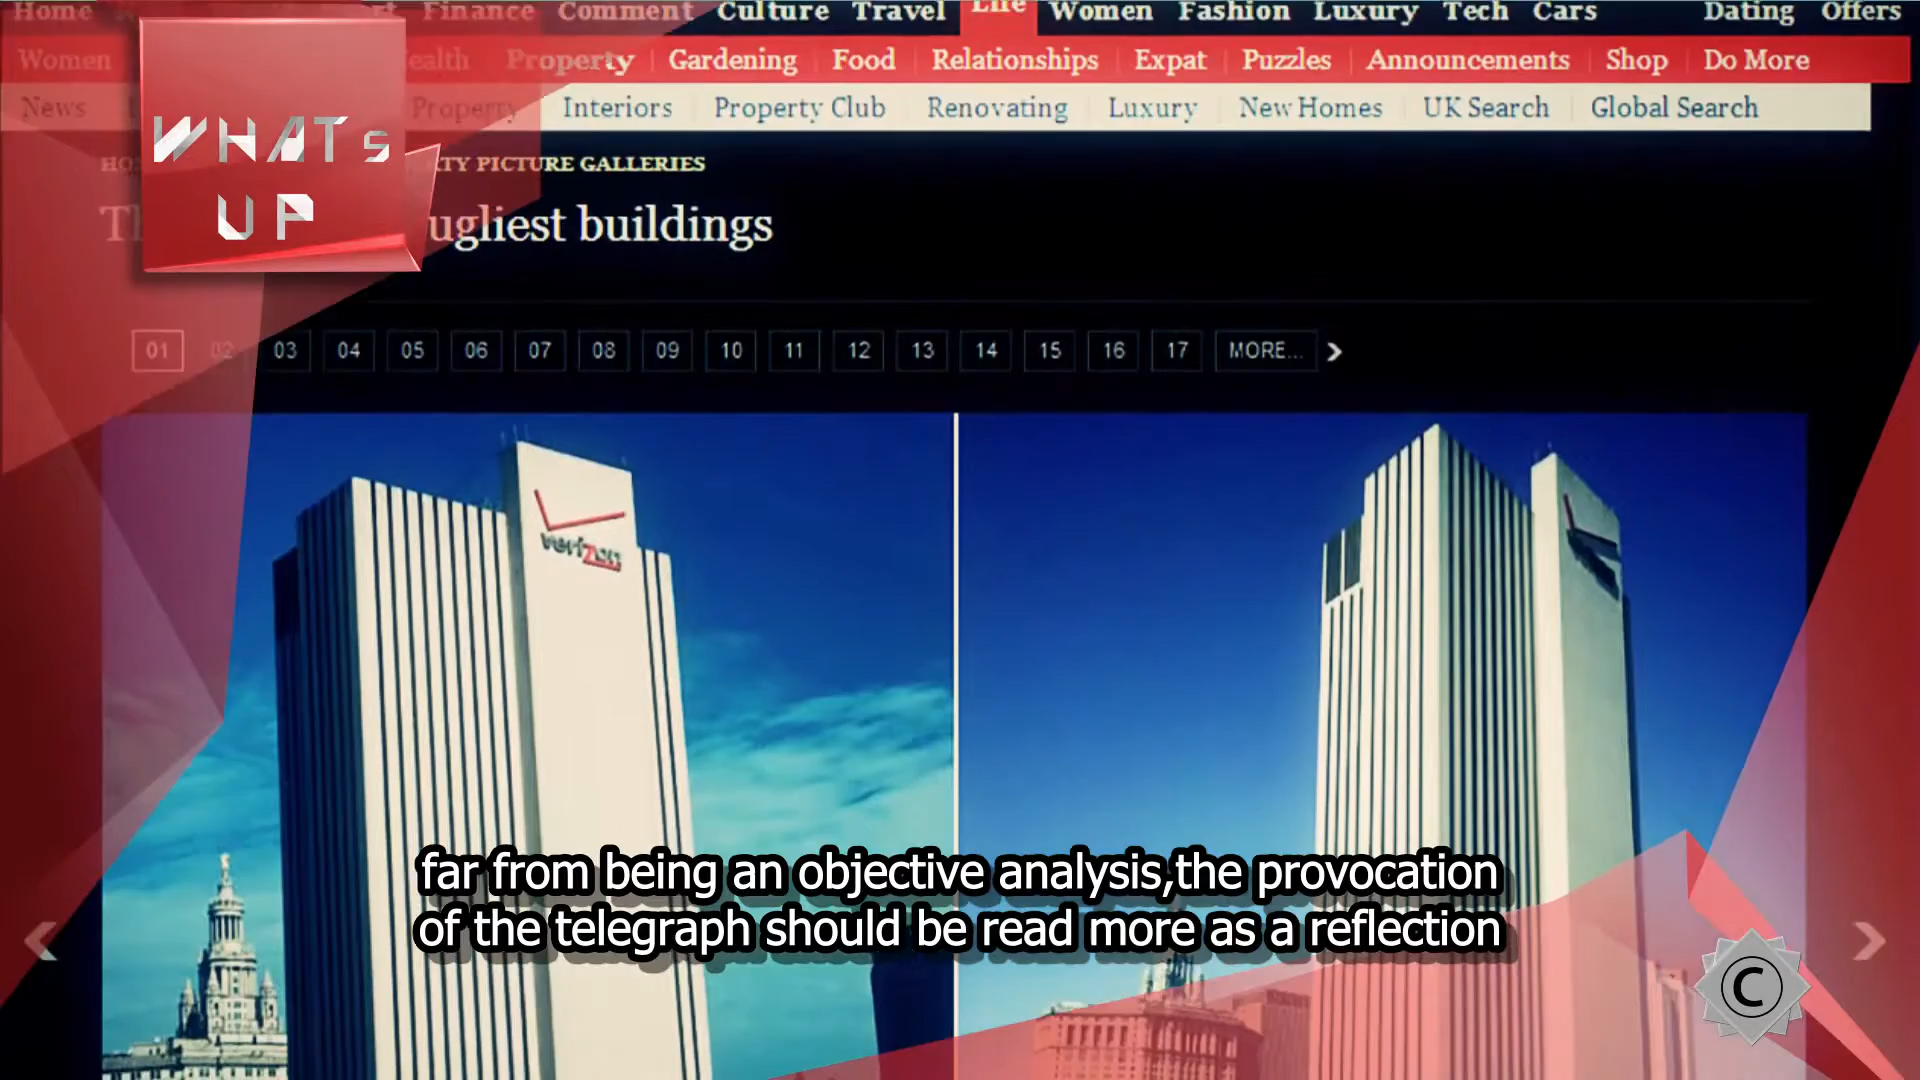 Home Finance Comment Culture Travel Life Women Fashion Luxury Tech Cars Dating Offers
Women Property Gardening Food Relationships Expat Puzzles Announcements Shop Do More
News Property Interiors Property Club Renovating Luxury New Homes UK Search Global Search
WHATs
UP
PICTURE GALLERIES
ugliest buildings
01 02 03 04 05 06 07 08 09 10 11 12 13 14 15 16 17 MORE...
verizon
far from being an objective analysis,the provocation
of the telegraph should be read more as a reflection
C